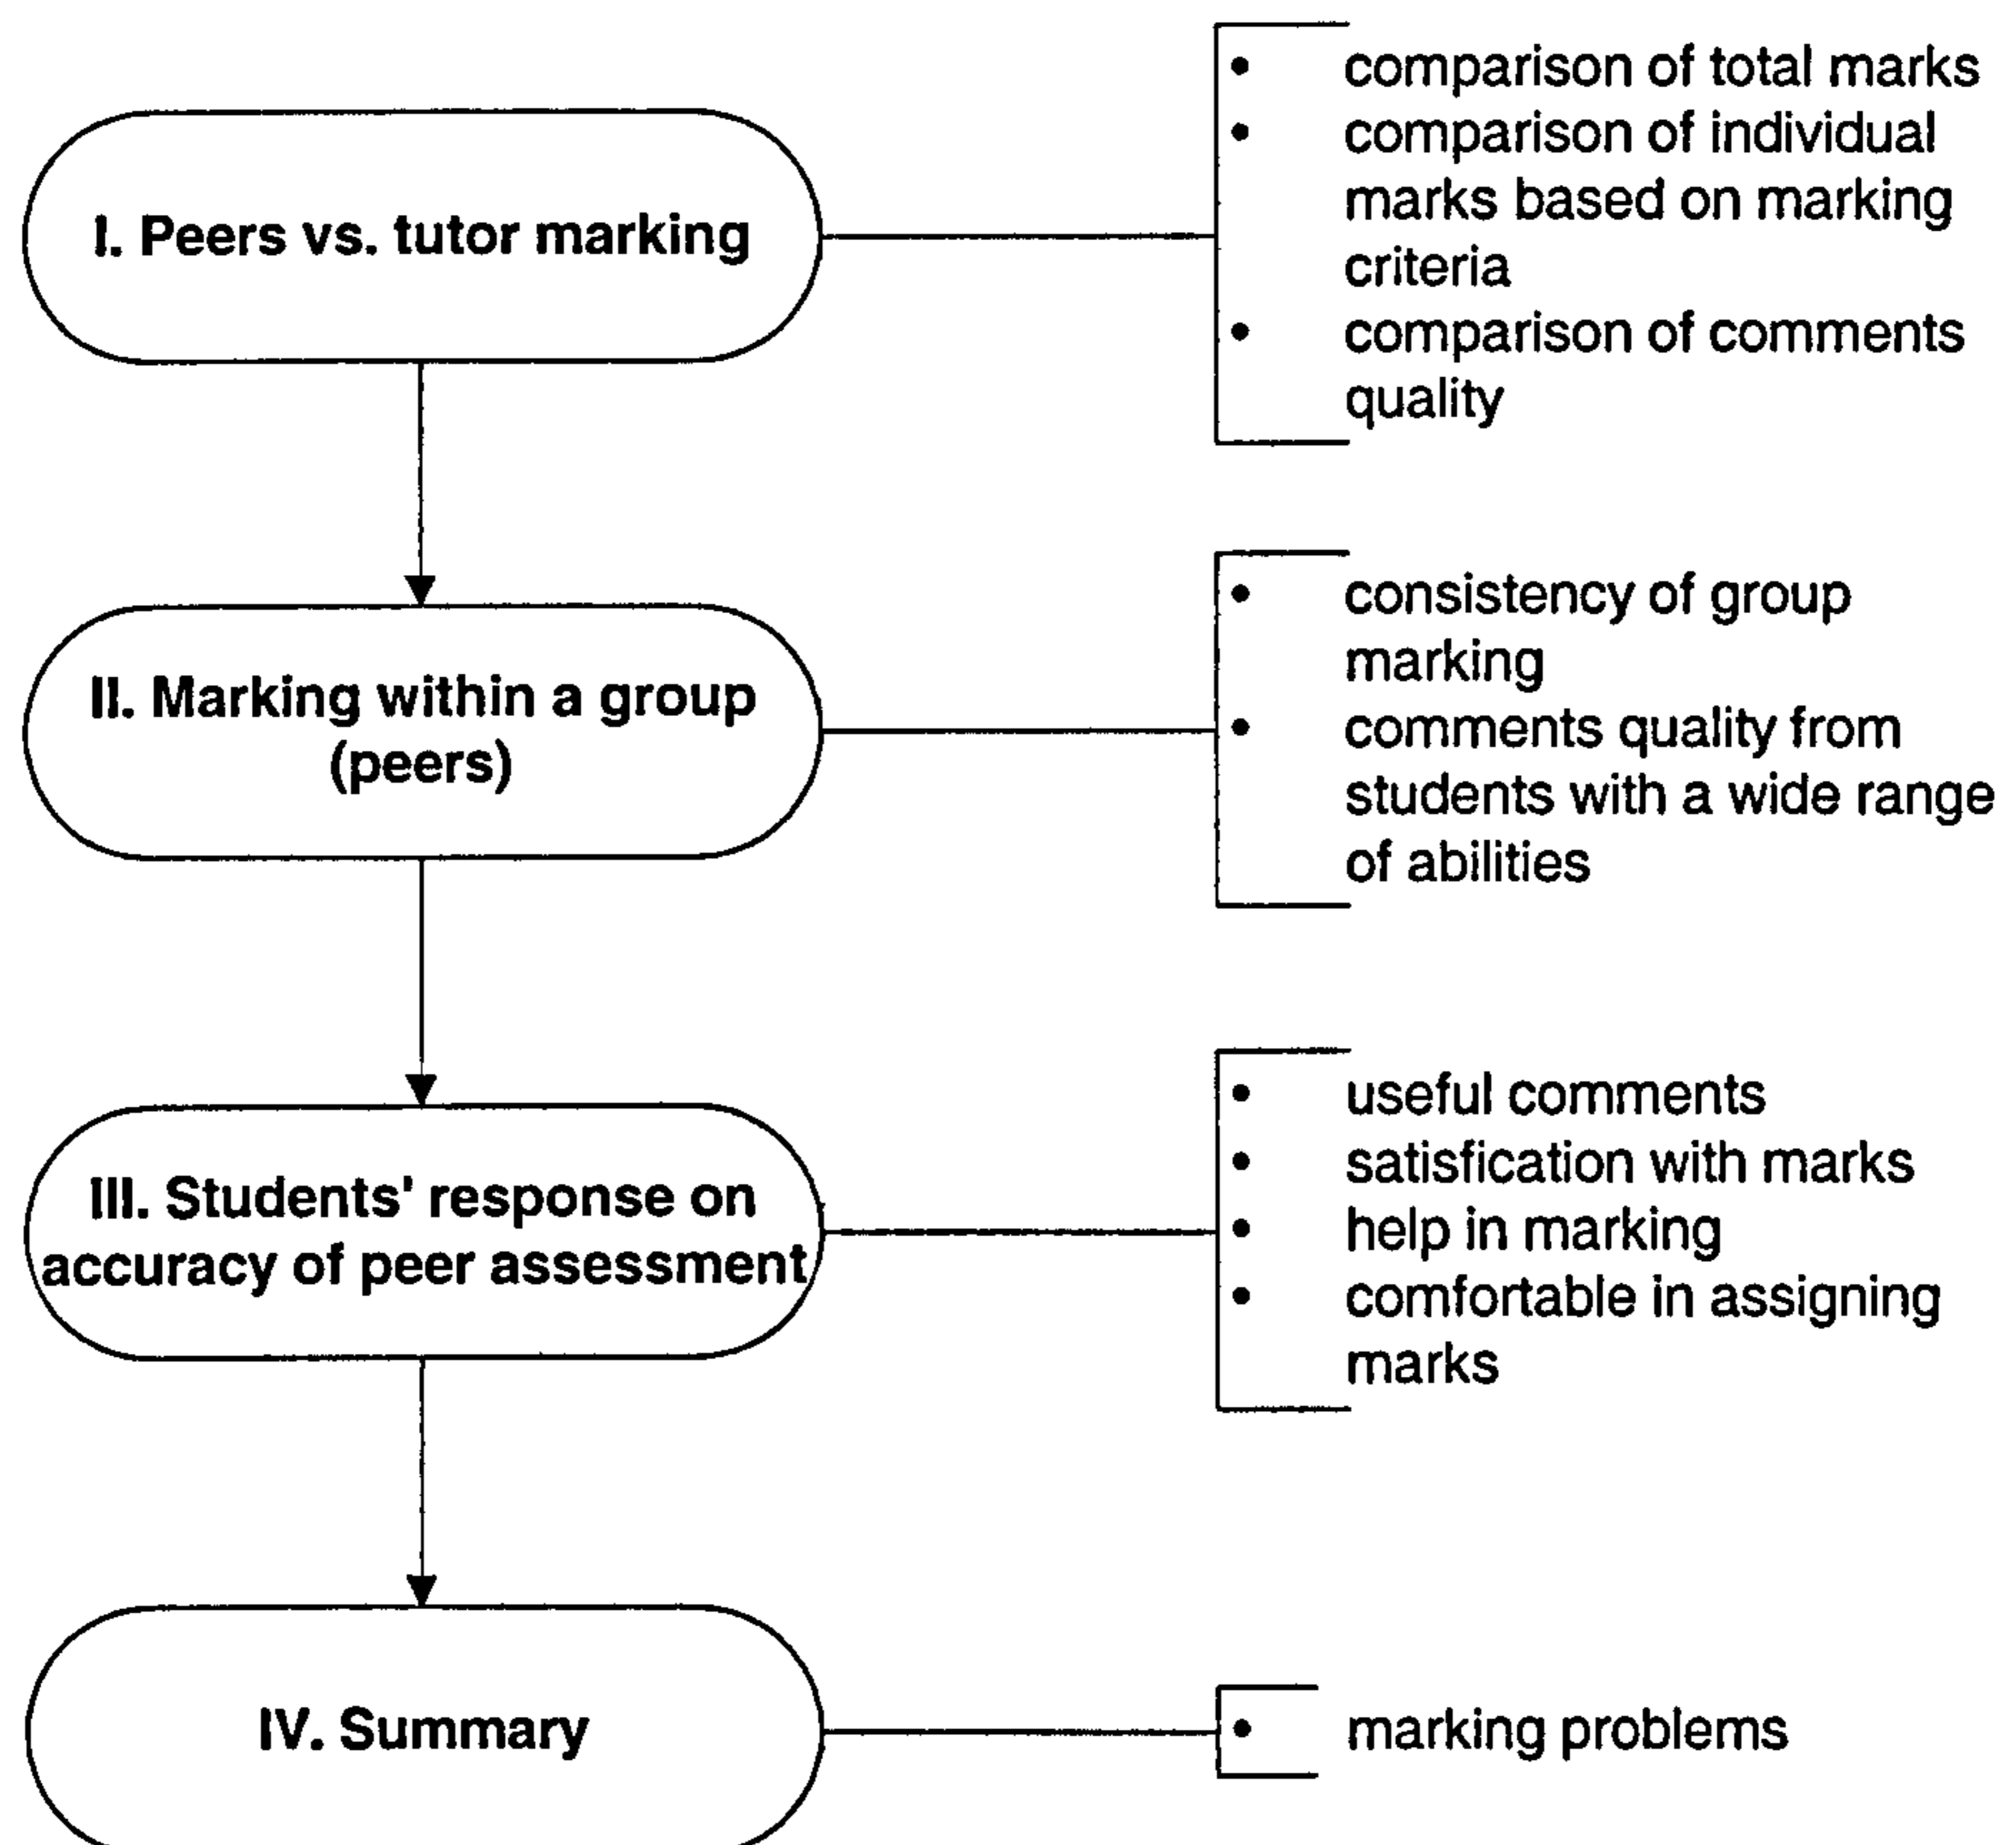 I. Peers vs. tutor marking
• comparison of total marks
• comparison of individual
marks based on marking
criteria
• comparison of comments
quality
II. Marking within a group
(peers)
• consistency of group
marking
• comments quality from
students with a wide range
of abilities
III. Students' response on
accuracy of peer assessment
• useful comments
• satisfication with marks
• help in marking
• comfortable in assigning
marks
IV. Summary
• marking problems